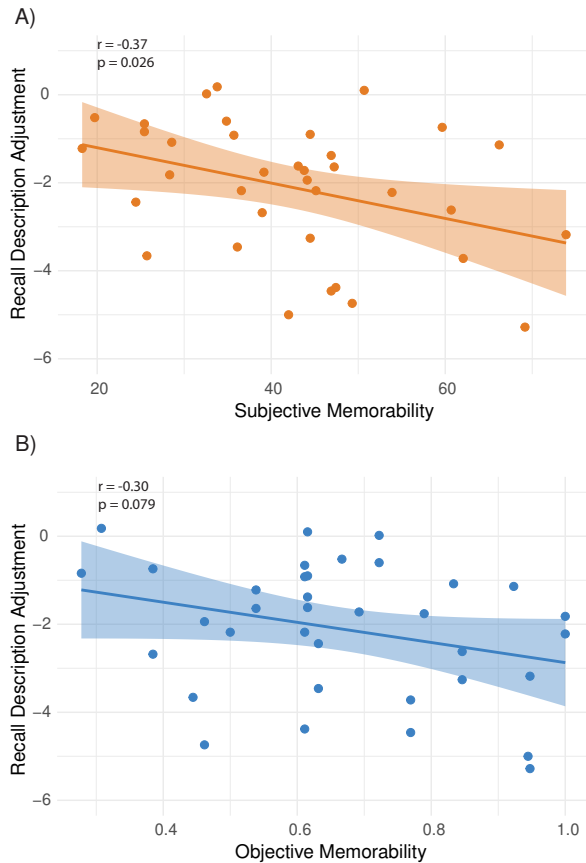 A)
r = -0.37
p = 0.026
Recall Description Adjustment
0
−2
−4
−6
20
40
60
Subjective Memorability
B)
r = -0.30
p = 0.079
Recall Description Adjustment
0
−2
−4
−6
0.4
0.6
0.8
1.0
Objective Memorability